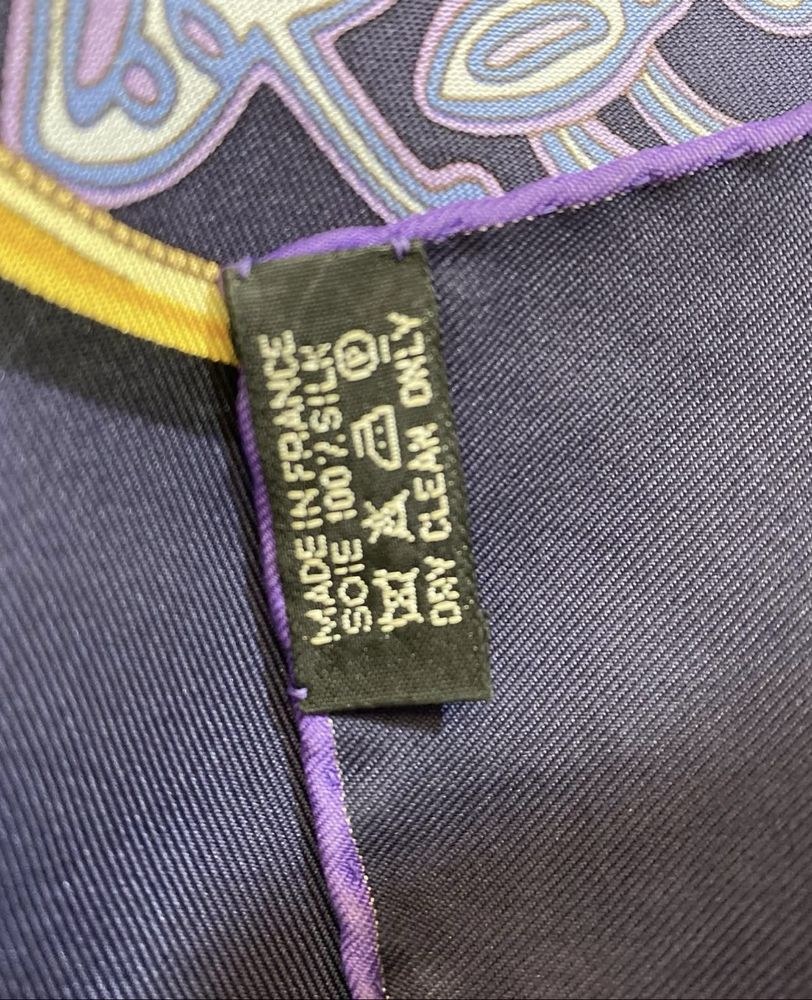 MADE IN FRANCE
SOIE 100% SILK
P
DRY CLEAN ONLY